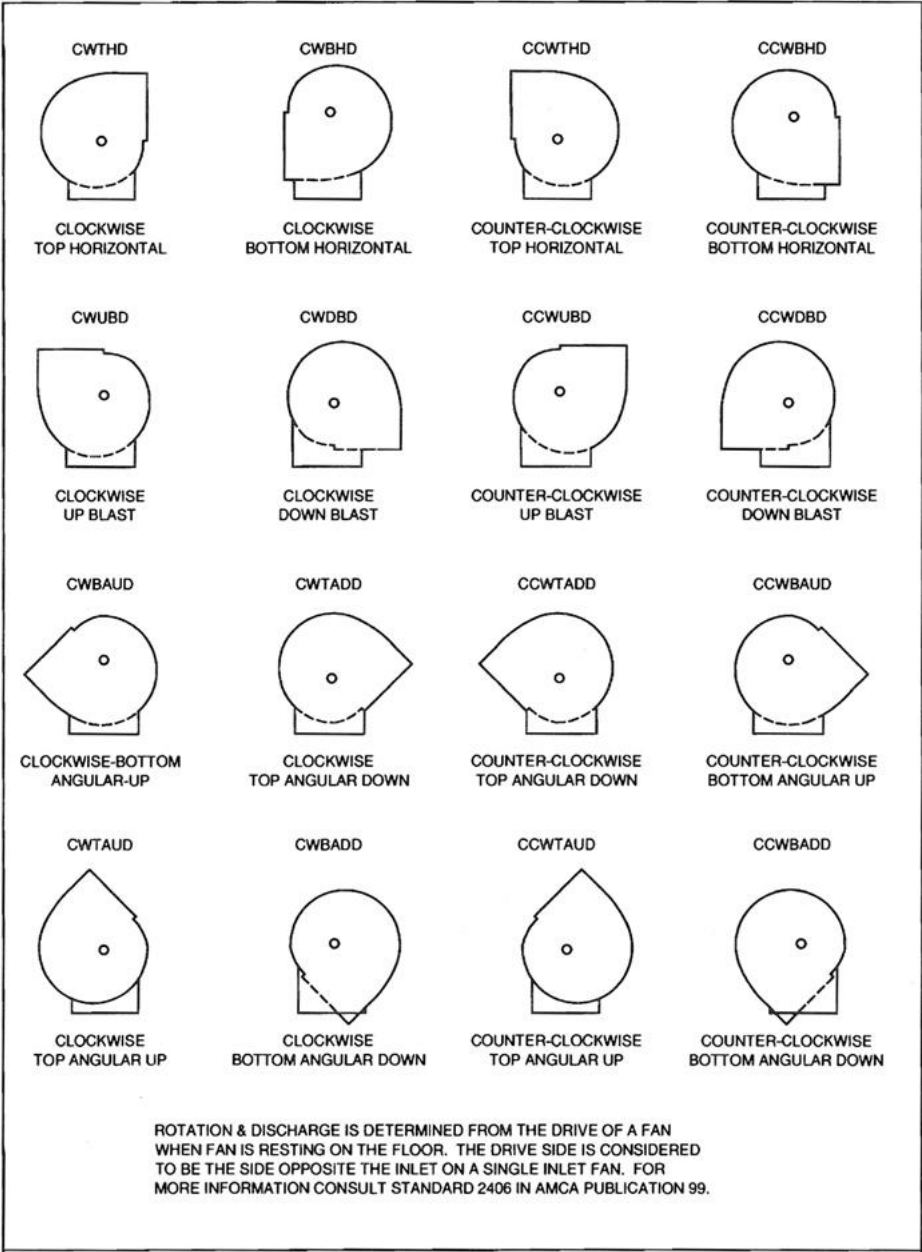 CWTHD
CWBHD
CCWTHD
CCWBHD
CLOCKWISE
TOP HORIZONTAL
CLOCKWISE
BOTTOM HORIZONTAL
COUNTER-CLOCKWISE
TOP HORIZONTAL
COUNTER-CLOCKWISE
BOTTOM HORIZONTAL
CWUBD
CWDBD
CCWUBD
CCWDBD
CLOCKWISE
UP BLAST
CLOCKWISE
DOWN BLAST
COUNTER-CLOCKWISE
UP BLAST
COUNTER-CLOCKWISE
DOWN BLAST
CWBAUD
CWTADD
CCWTADD
CCWBAUD
CLOCKWISE-BOTTOM
ANGULAR-UP
CLOCKWISE
TOP ANGULAR DOWN
COUNTER-CLOCKWISE
TOP ANGULAR DOWN
COUNTER-CLOCKWISE
BOTTOM ANGULAR UP
CWTAUD
CWBADD
CCWTAUD
CCWBADD
CLOCKWISE
TOP ANGULAR UP
CLOCKWISE
BOTTOM ANGULAR DOWN
COUNTER-CLOCKWISE
TOP ANGULAR UP
COUNTER-CLOCKWISE
BOTTOM ANGULAR DOWN
ROTATION & DISCHARGE IS DETERMINED FROM THE DRIVE OF A FAN
WHEN FAN IS RESTING ON THE FLOOR. THE DRIVE SIDE IS CONSIDERED
TO BE THE SIDE OPPOSITE THE INLET ON A SINGLE INLET FAN. FOR
MORE INFORMATION CONSULT STANDARD 2406 IN AMCA PUBLICATION 99.